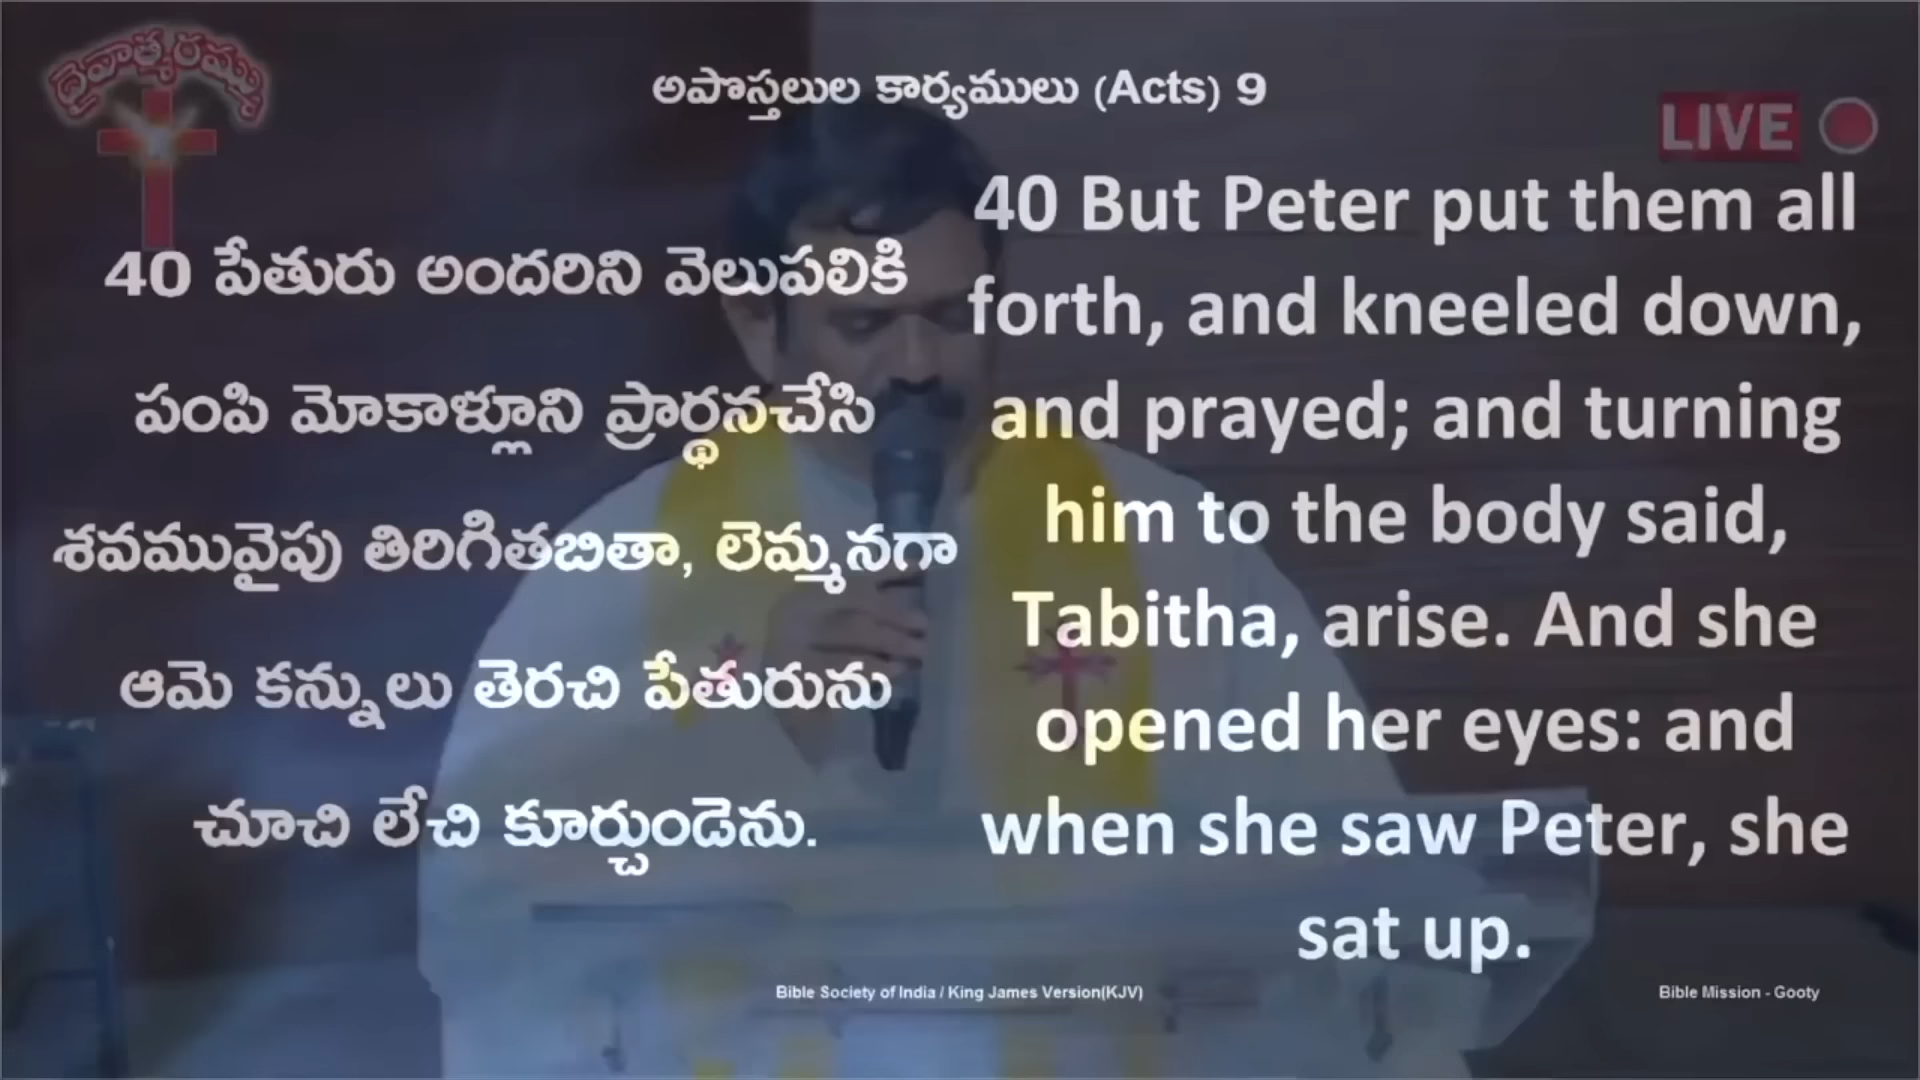 దైవాత్మరమ్ము
అపొస్తలుల కార్యములు (Acts) 9
LIVE
40 పేతురు అందరిని వెలుపలికి
పంపి మోకాళ్లూని ప్రార్థనచేసి
శవమువైపు తిరిగితబితా, లెమ్మనగా
ఆమె కన్నులు తెరచి పేతురును
చూచి లేచి కూర్చుండెను.
40 But Peter put them all
forth, and kneeled down,
and prayed; and turning
him to the body said,
Tabitha, arise. And she
opened her eyes: and
when she saw Peter, she
sat up.
Bible Society of India / King James Version(KJV)
Bible Mission - Gooty